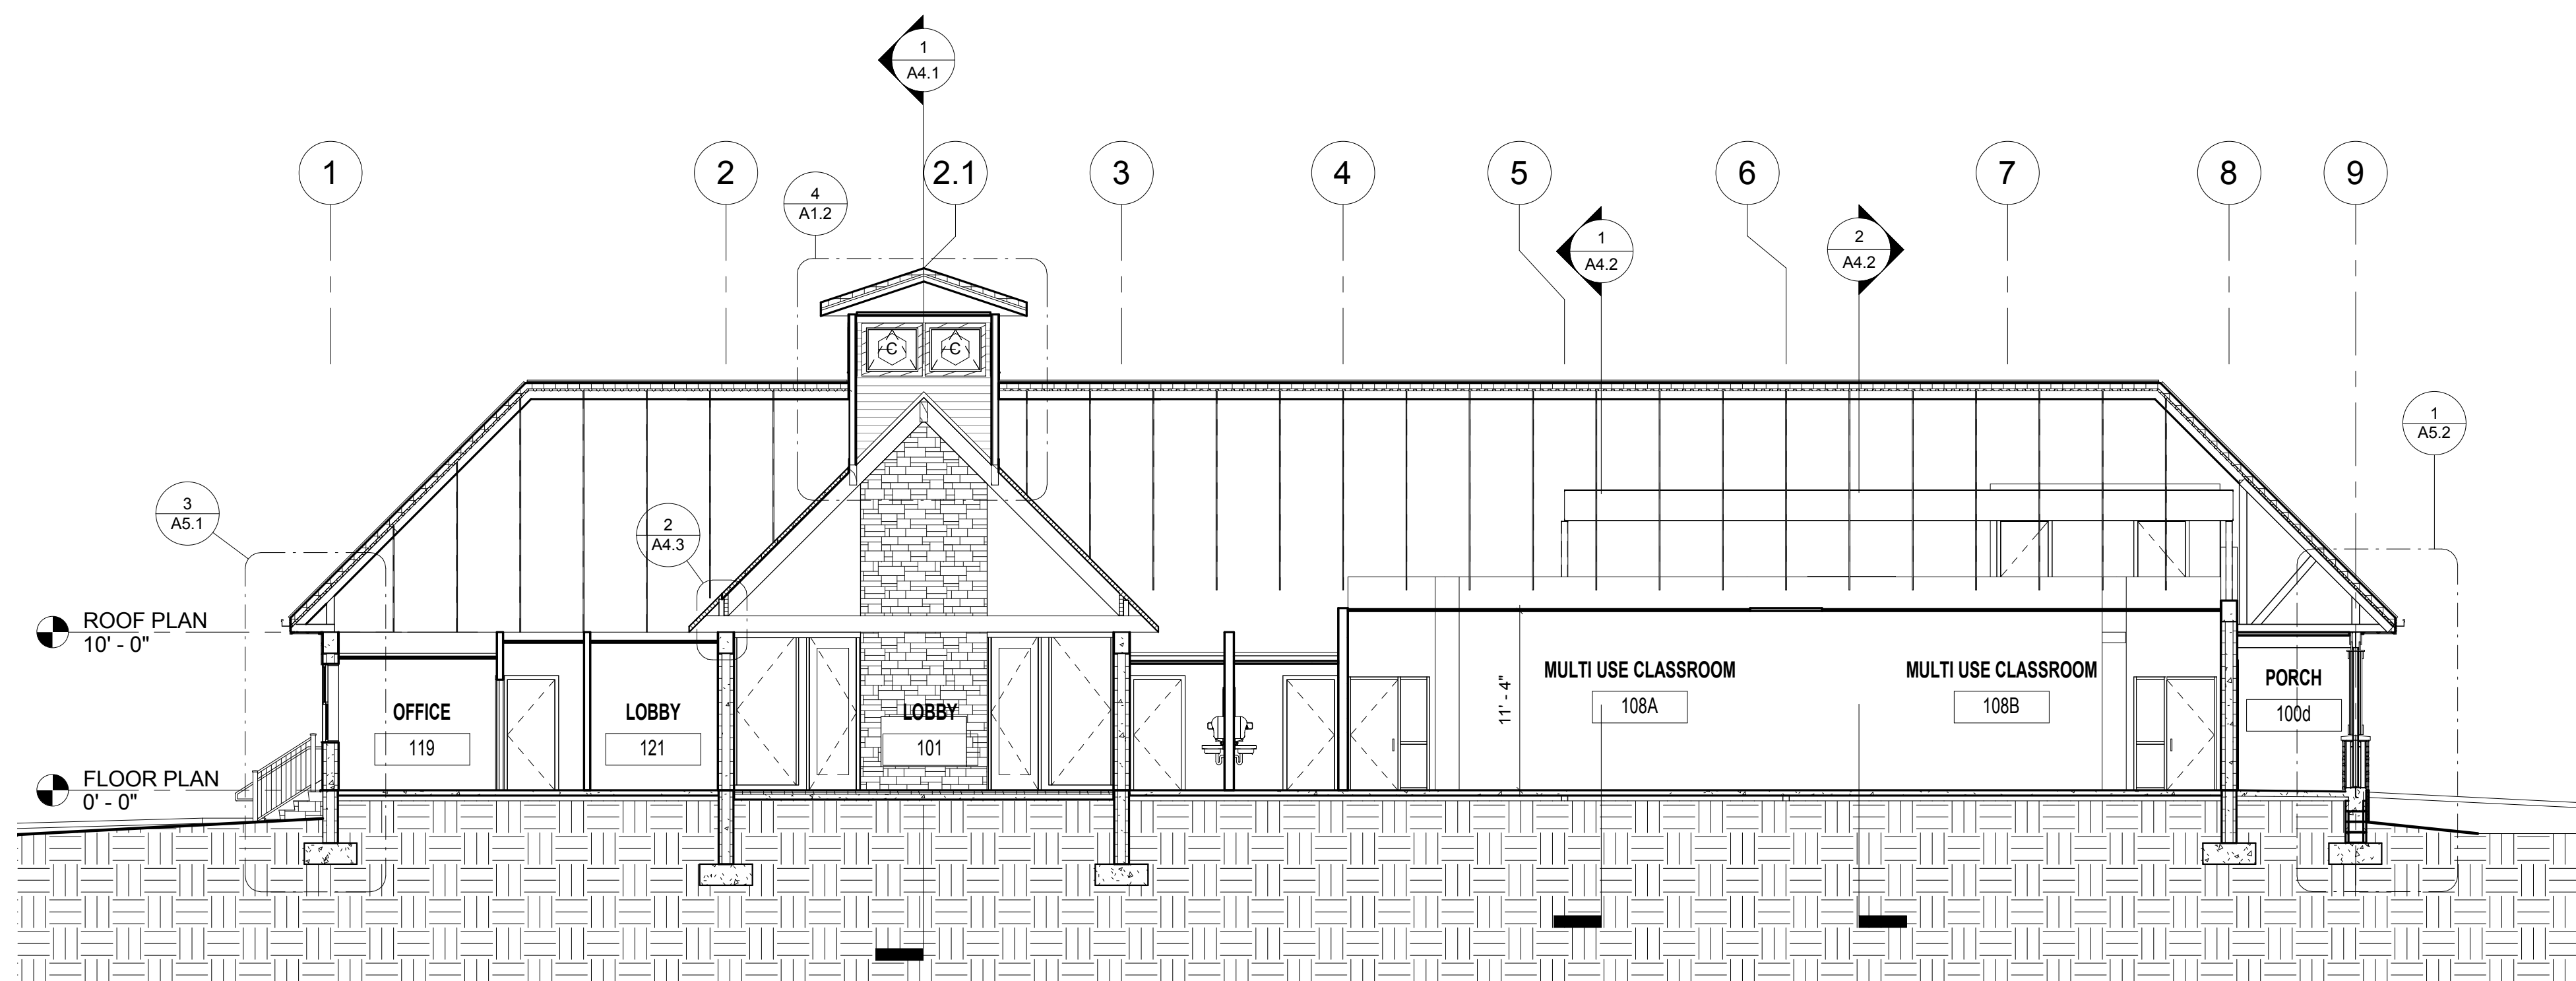 1
A4.1
1
2
2.1
3
4
5
6
7
8
9
4
A1.2
1
A4.2
2
A4.2
C
C
1
A5.2
3
A5.1
2
A4.3
ROOF PLAN
10' - 0"
OFFICE
119
LOBBY
121
LOBBY
101
11' - 4"
MULTI USE CLASSROOM
108A
MULTI USE CLASSROOM
108B
PORCH
100d
FLOOR PLAN
0' - 0"